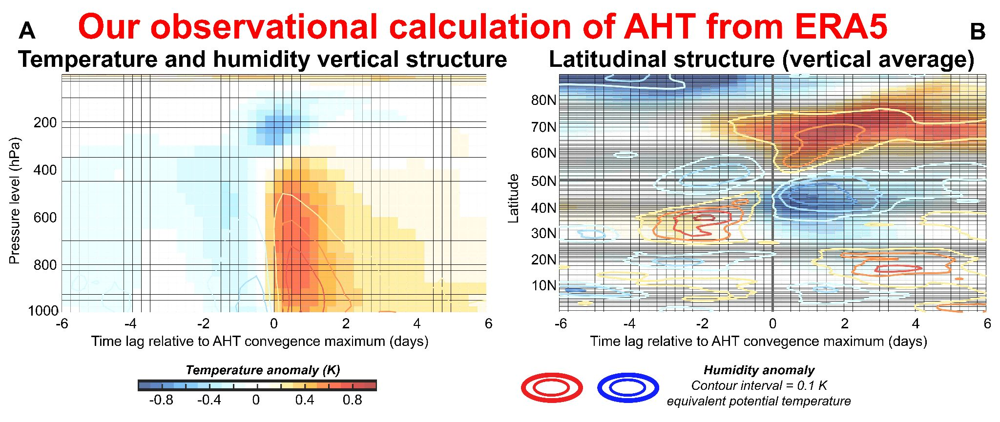 A
Our observational calculation of AHT from ERA5
B
Temperature and humidity vertical structure
Latitudinal structure (vertical average)
Pressure level (hPa)
200
400
600
800
1000
-6 -4 -2 0 2 4 6
Time lag relative to AHT convegence maximum (days)
Latitude
80N
70N
60N
50N
40N
30N
20N
10N
-6 -4 -2 0 2 4 6
Time lag relative to AHT convegence maximum (days)
Temperature anomaly (K)
-0.8 -0.4 0 0.4 0.8
Humidity anomaly
Contour interval = 0.1 K
equivalent potential temperature